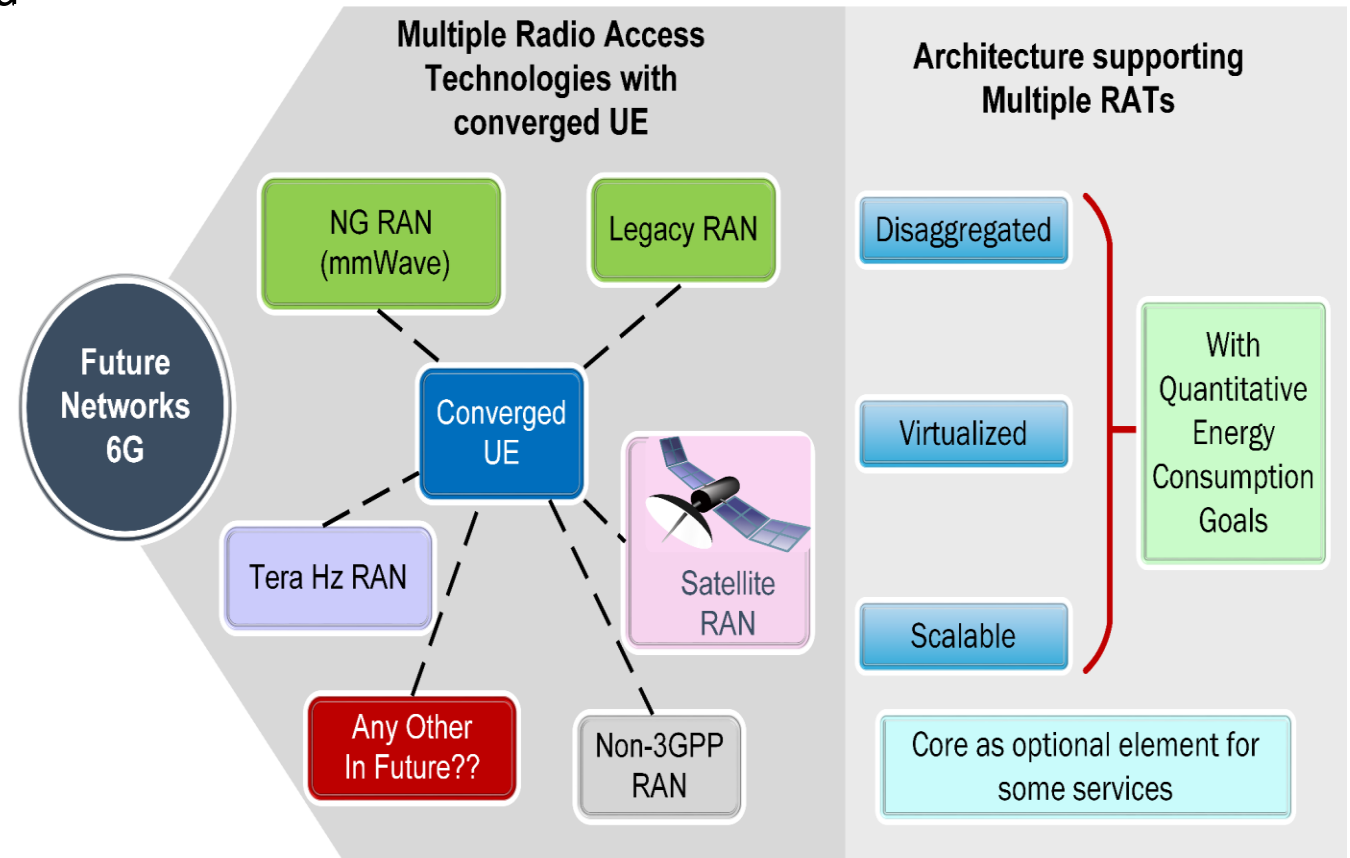 Multiple Radio Access
Technologies with
converged UE
Architecture supporting
Multiple RATs
NG RAN
(mmWave)
Legacy RAN
Disaggregated
Future
Networks
6G
Converged
UE
Virtualized
With
Quantitative
Energy
Consumption
Goals
Tera Hz RAN
Satellite
RAN
Scalable
Any Other
In Future??
Non-3GPP
RAN
Core as optional element for
some services